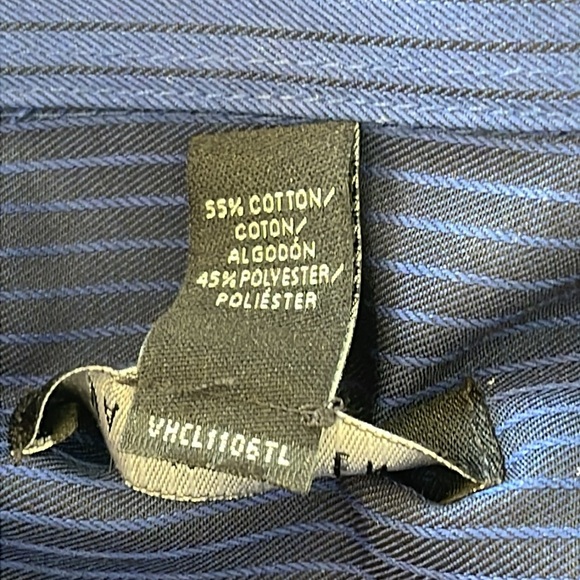 55% COTTON/
COTON/
ALGODÓN
45% POLYESTER/
POLIÉSTER
VHCL1106TL